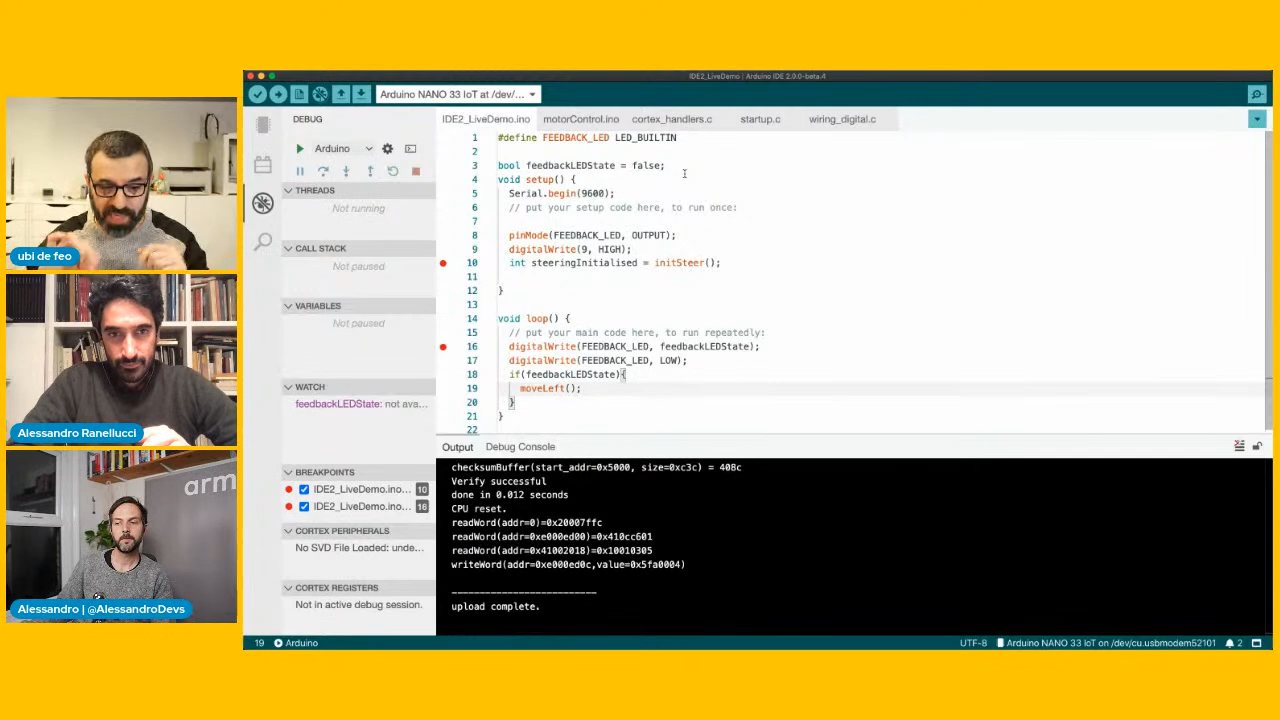 IDE2_LiveDemo | Arduino IDE 2.0.0-beta.4
Arduino NANO 33 IoT at /dev/...
DEBUG
Arduino
THREADS
Not running
CALL STACK
Not paused
VARIABLES
Not paused
WATCH
feedbackLEDState: not ava...
BREAKPOINTS
IDE2_LiveDemo.ino... 10
IDE2_LiveDemo.ino... 16
CORTEX PERIPHERALS
No SVD File Loaded: unde...
CORTEX REGISTERS
Not in active debug session.
IDE2_LiveDemo.ino motorControl.ino cortex_handlers.c startup.c wiring_digital.c
1 #define FEEDBACK_LED LED_BUILTIN
2
3 bool feedbackLEDState = false;
4 void setup() {
5 Serial.begin(9600);
6 // put your setup code here, to run once:
7
8 pinMode(FEEDBACK_LED, OUTPUT);
9 digitalWrite(9, HIGH);
10 int steeringInitialised = initSteer();
11
12 }
13
14 void loop() {
15 // put your main code here, to run repeatedly:
16 digitalWrite(FEEDBACK_LED, feedbackLEDState);
17 digitalWrite(FEEDBACK_LED, LOW);
18 if(feedbackLEDState){
19 moveLeft();
20 }
21 }
22
Output Debug Console
checksumBuffer(start_addr=0x5000, size=0xc3c) = 408c
Verify successful
done in 0.012 seconds
CPU reset.
readWord(addr=0)=0x20007ffc
readWord(addr=0xe000ed00)=0x410cc601
readWord(addr=0x41002018)=0x10010305
writeWord(addr=0xe000ed0c,value=0x5fa0004)
-------------------------
upload complete.
19 Arduino
UTF-8 Arduino NANO 33 IoT on /dev/cu.usbmodem52101 2
ubi de feo
Alessandro Ranellucci
arm
Alessandro | @AlessandroDevs